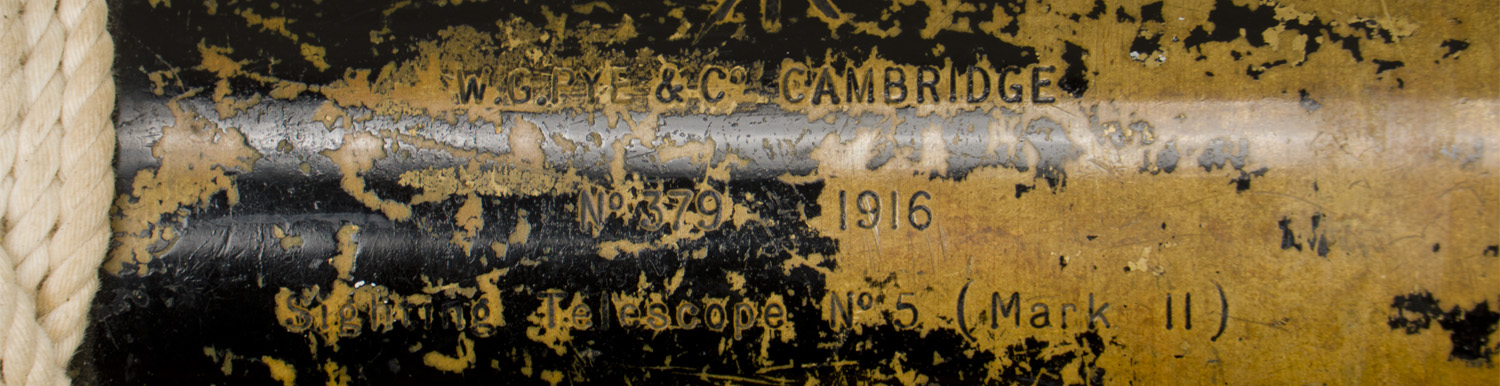 W.G.PYE & Cº CAMBRIDGE
Nº 379 1916
Sighting Telescope Nº 5 (Mark II)